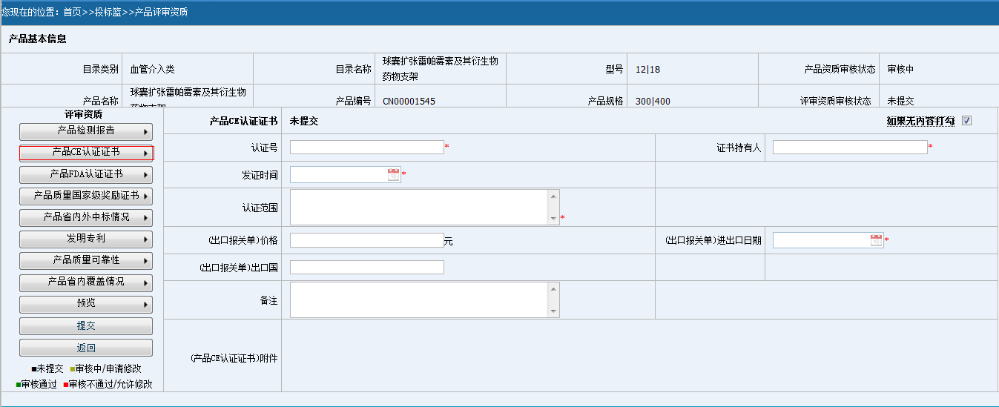 您现在的位置：首页>>投标篮>>产品评审资质
产品基本信息
目录类别 血管介入类 目录名称 球囊扩张雷帕霉素及其衍生物药物支架 型号 12|18 产品资质审核状态 审核中
产品名称 球囊扩张雷帕霉素及其衍生物 产品编号 CN00001545 产品规格 300|400 评审资质审核状态 未提交
评审资质
产品检测报告
产品CE认证证书
产品FDA认证证书
产品质量国家级奖励证书
产品省内外中标情况
发明专利
产品质量可靠性
产品省内覆盖情况
预览
提交
返回
■未提交 ■审核中/申请修改
■审核通过 ■审核不通过/允许修改
产品CE认证证书 未提交 如果无内容打勾
认证号 * 证书持有人 *
发证时间 *
认证范围 *
(出口报关单)价格 元 (出口报关单)进出口日期 *
(出口报关单)出口国
备注
(产品CE认证证书)附件